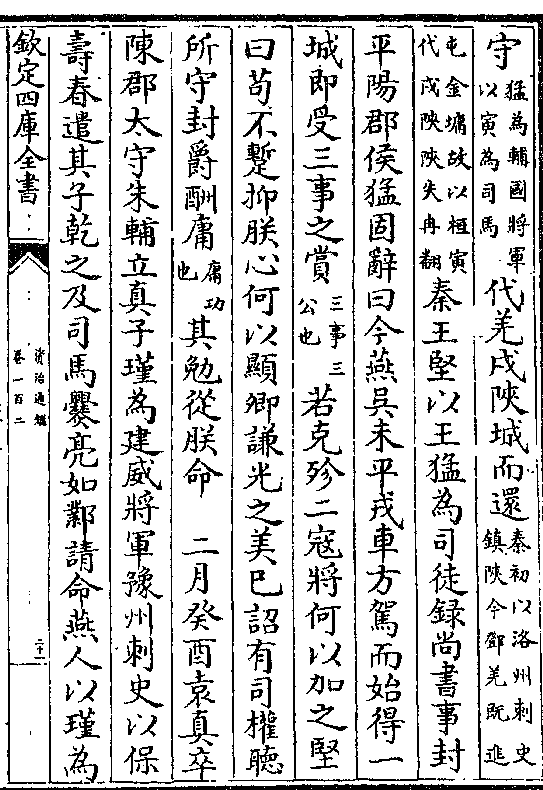 守猛為輔國將軍以寅為司馬代羌戍陜城而還秦初以洛州刺史鎮陜今鄧羌既進
屯金墉故以桓寅代戍陜陜失冉翻秦王堅以王猛為司徒録尚書事封
平陽郡侯猛固辭曰今燕吳未平戎車方駕而始得一
城即受三事之賞三事三公也若克殄二寇將何以加之堅
曰苟不蹔抑朕心何以顯卿謙光之美已詔有司權聽
所守封爵酬庸庸功也其勉從朕命 二月癸酉袁真卒
陳郡太守朱輔立真子瑾為建威將軍豫州刺史以保
壽春遣其子乾之及司馬爨亮如鄴請命燕人以瑾為
欽定四庫全書
資治通鑑
卷一百二
二十一